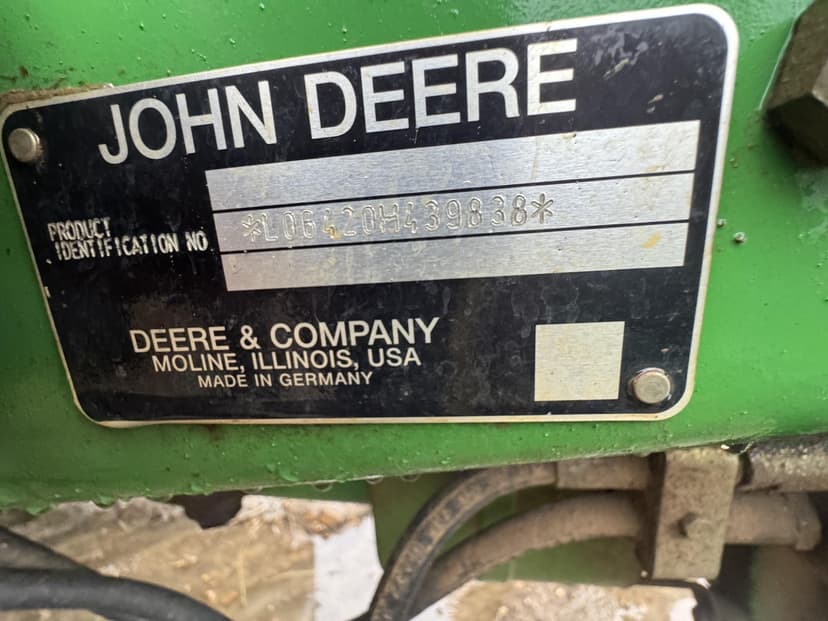 JOHN DEERE
PRODUCT
IDENTIFICATION NO
*L06420H439838*
DEERE & COMPANY
MOLINE, ILLINOIS, USA
MADE IN GERMANY